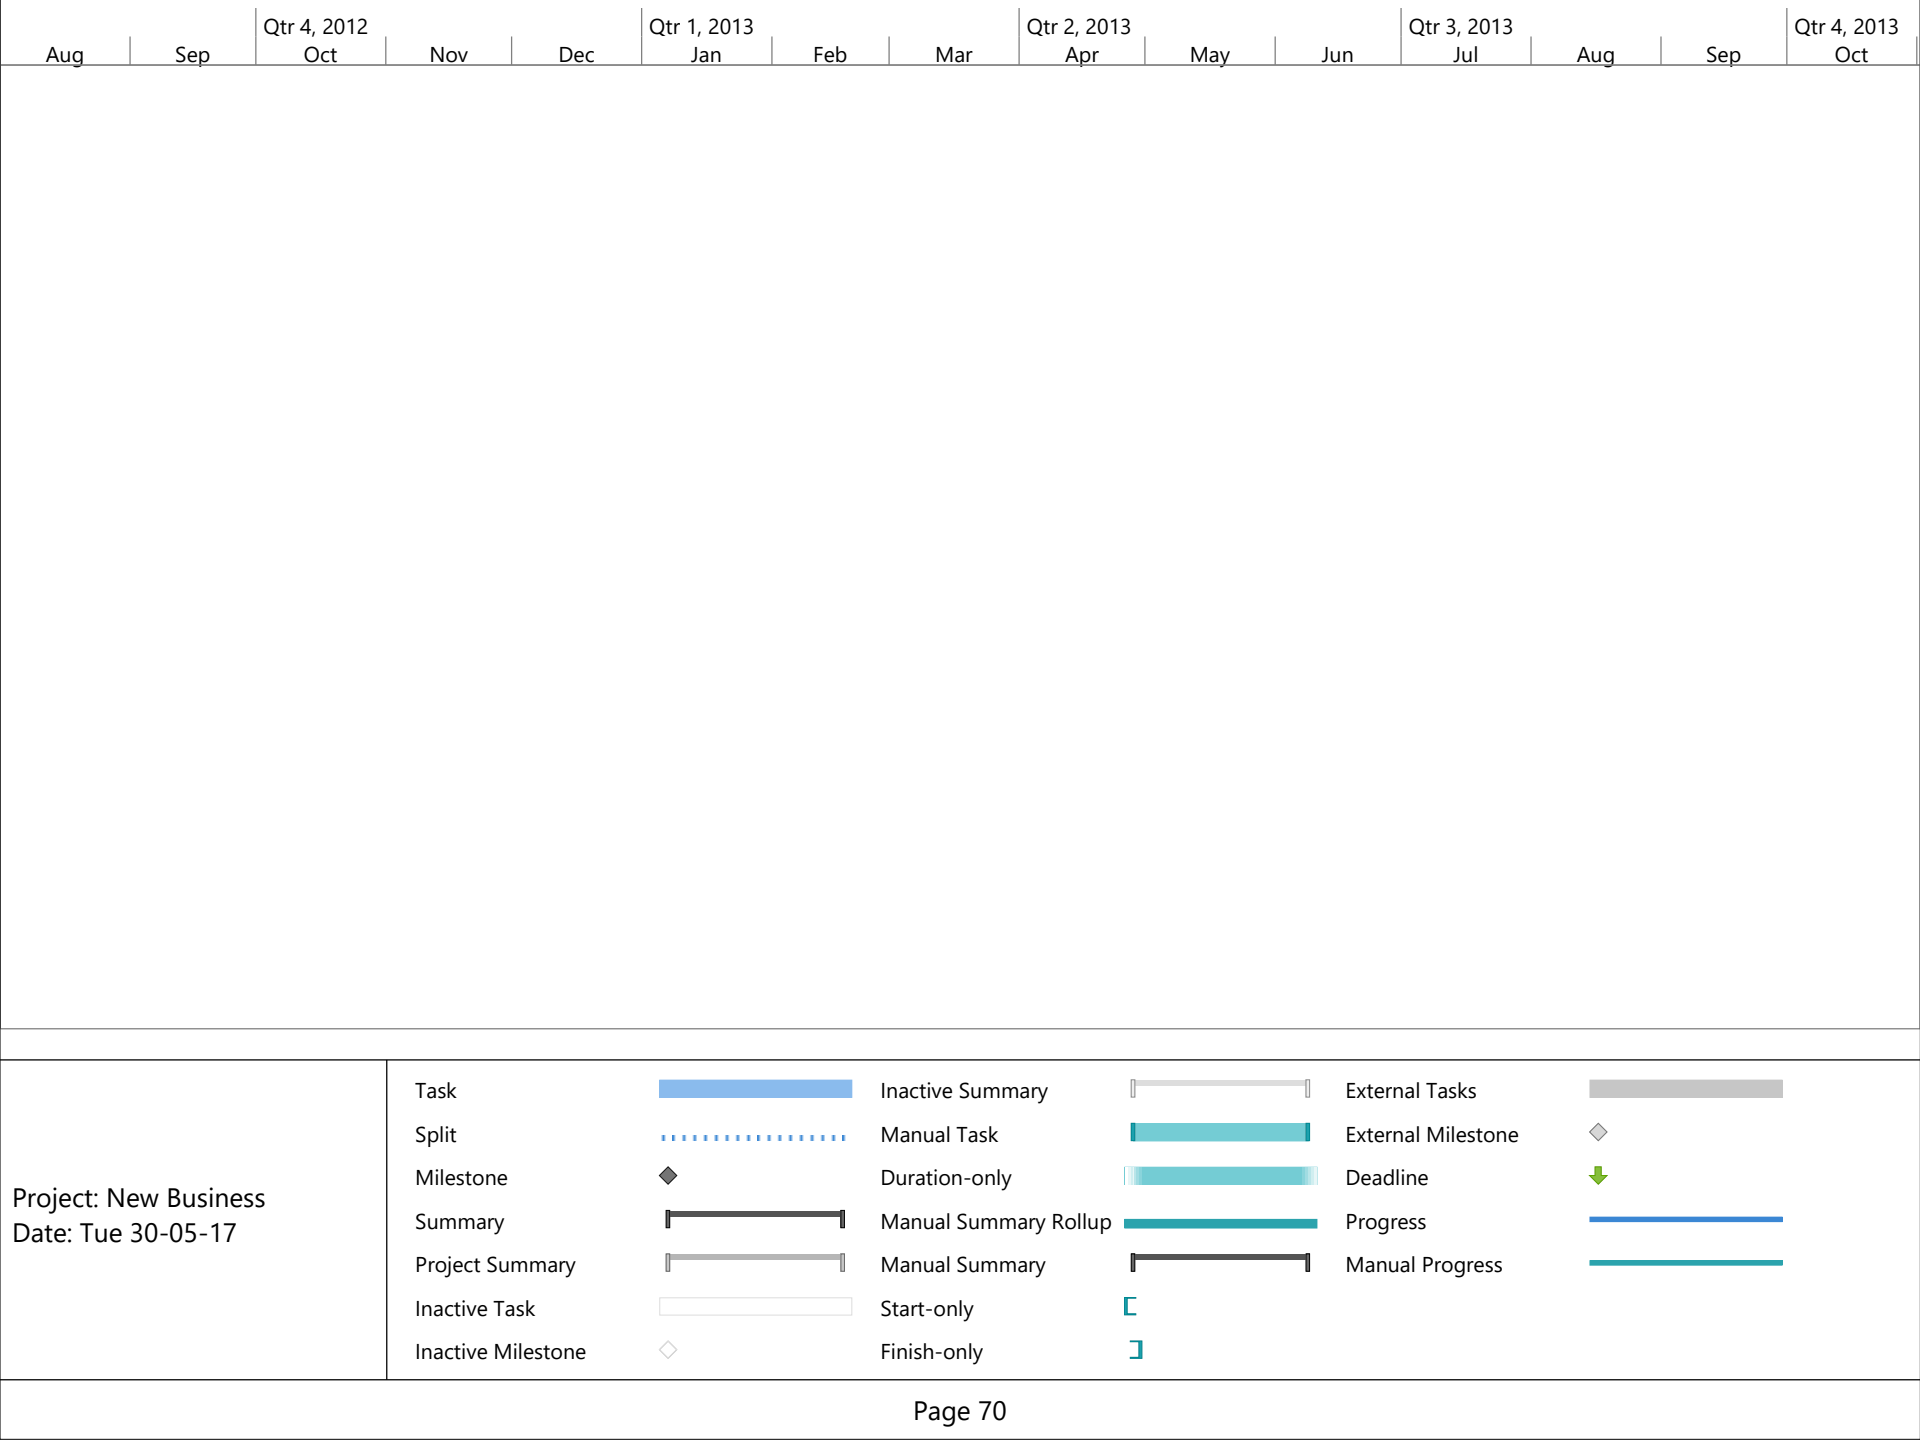 Qtr 4, 2012 Qtr 1, 2013 Qtr 2, 2013 Qtr 3, 2013 Qtr 4, 2013
Aug Sep Oct Nov Dec Jan Feb Mar Apr May Jun Jul Aug Sep Oct
Project: New Business
Date: Tue 30-05-17
Task
Split
Milestone
Summary
Project Summary
Inactive Task
Inactive Milestone
Inactive Summary
Manual Task
Duration-only
Manual Summary Rollup
Manual Summary
Start-only
Finish-only
External Tasks
External Milestone
Deadline
Progress
Manual Progress
Page 70